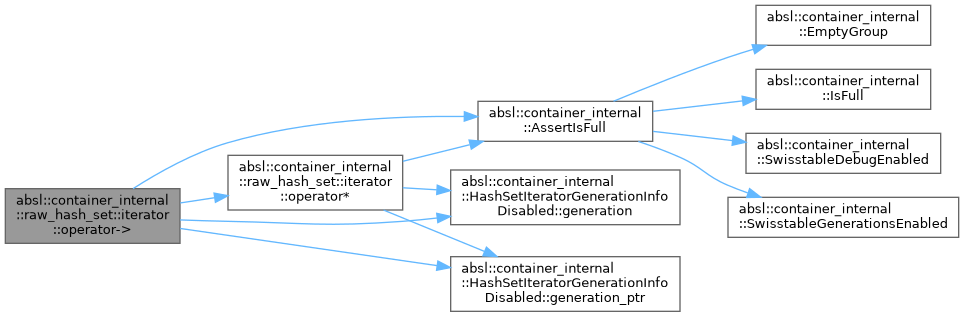 absl::container_internal
::raw_hash_set::iterator
::operator->
absl::container_internal
::raw_hash_set::iterator
::operator*
absl::container_internal
::AssertIsFull
absl::container_internal
::HashSetIteratorGenerationInfo
Disabled::generation
absl::container_internal
::HashSetIteratorGenerationInfo
Disabled::generation_ptr
absl::container_internal
::EmptyGroup
absl::container_internal
::IsFull
absl::container_internal
::SwisstableDebugEnabled
absl::container_internal
::SwisstableGenerationsEnabled